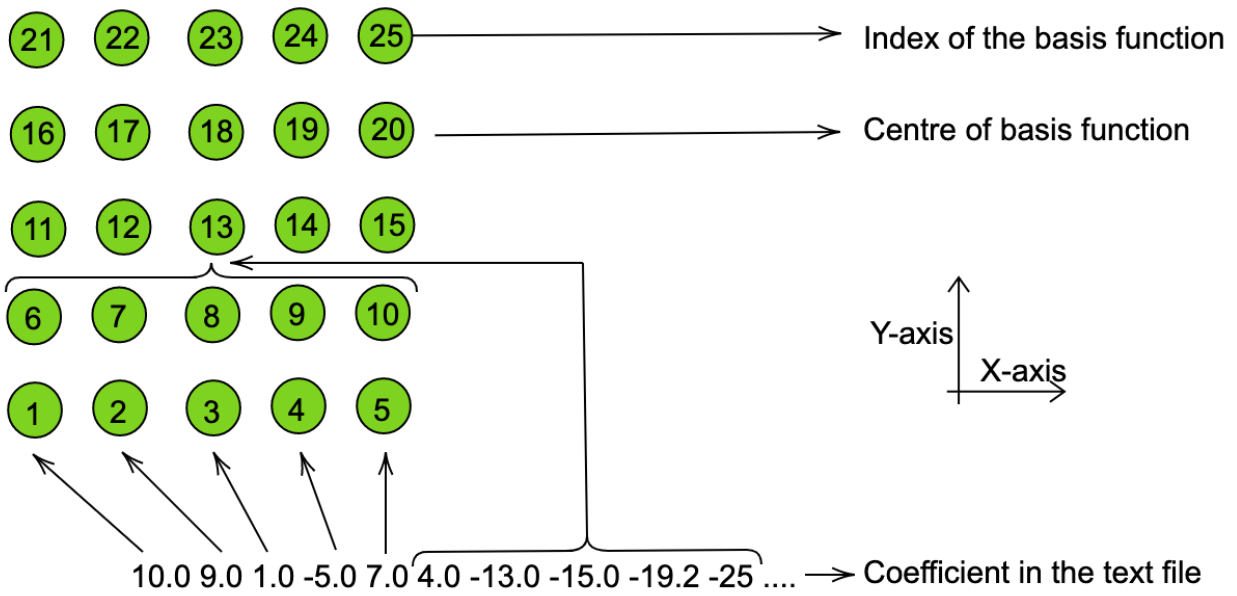 21 22 23 24 25 Index of the basis function
16 17 18 19 20 Centre of basis function
11 12 13 14 15
6 7 8 9 10
Y-axis
X-axis
1 2 3 4 5
10.0 9.0 1.0 -5.0 7.0 4.0 -13.0 -15.0 -19.2 -25 .... Coefficient in the text file